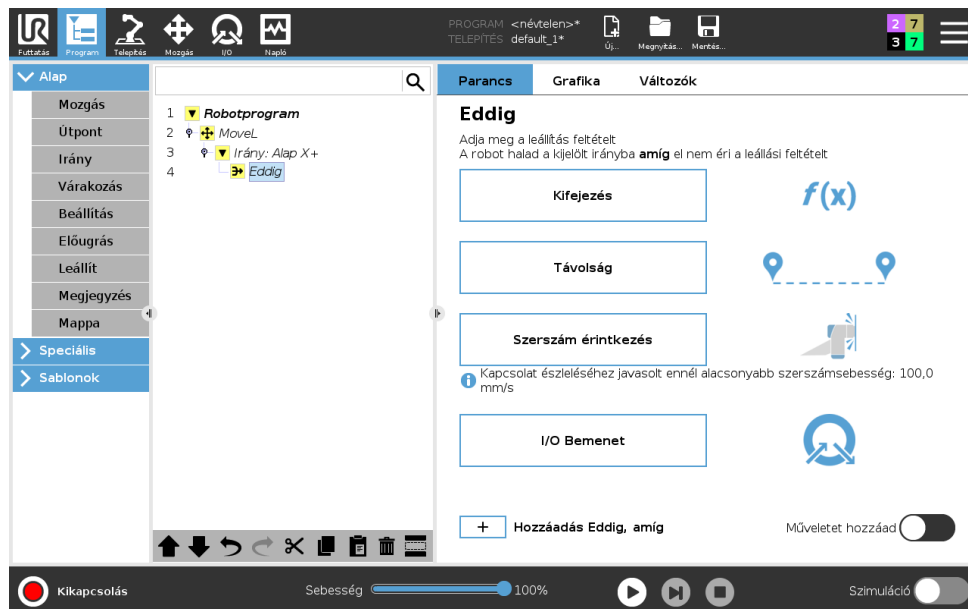 PROGRAM <névtelen>*
TELEPÍTÉS default_1*
Futtatás Program Telepítés Mozgás I/O Napló Új... Megnyitás... Mentés...
2 7
3 7
Alap
Mozgás
Útpont
Irány
Várakozás
Beállítás
Előugrás
Leállít
Megjegyzés
Mappa
Speciális
Sablonok
1 Robotprogram
2 MoveL
3 Irány: Alap X+
4 Eddig
Parancs Grafika Változók
Eddig
Adja meg a leállítás feltételt
A robot halad a kijelölt irányba amíg el nem éri a leállási feltételt
Kifejezés f(x)
Távolság
Szerszám érintkezés
Kapcsolat észleléséhez javasolt ennél alacsonyabb szerszámsebesség: 100,0
mm/s
I/O Bemenet
+ Hozzáadás Eddig, amíg Műveletet hozzáad
Kikapcsolás Sebesség 100% Szimuláció